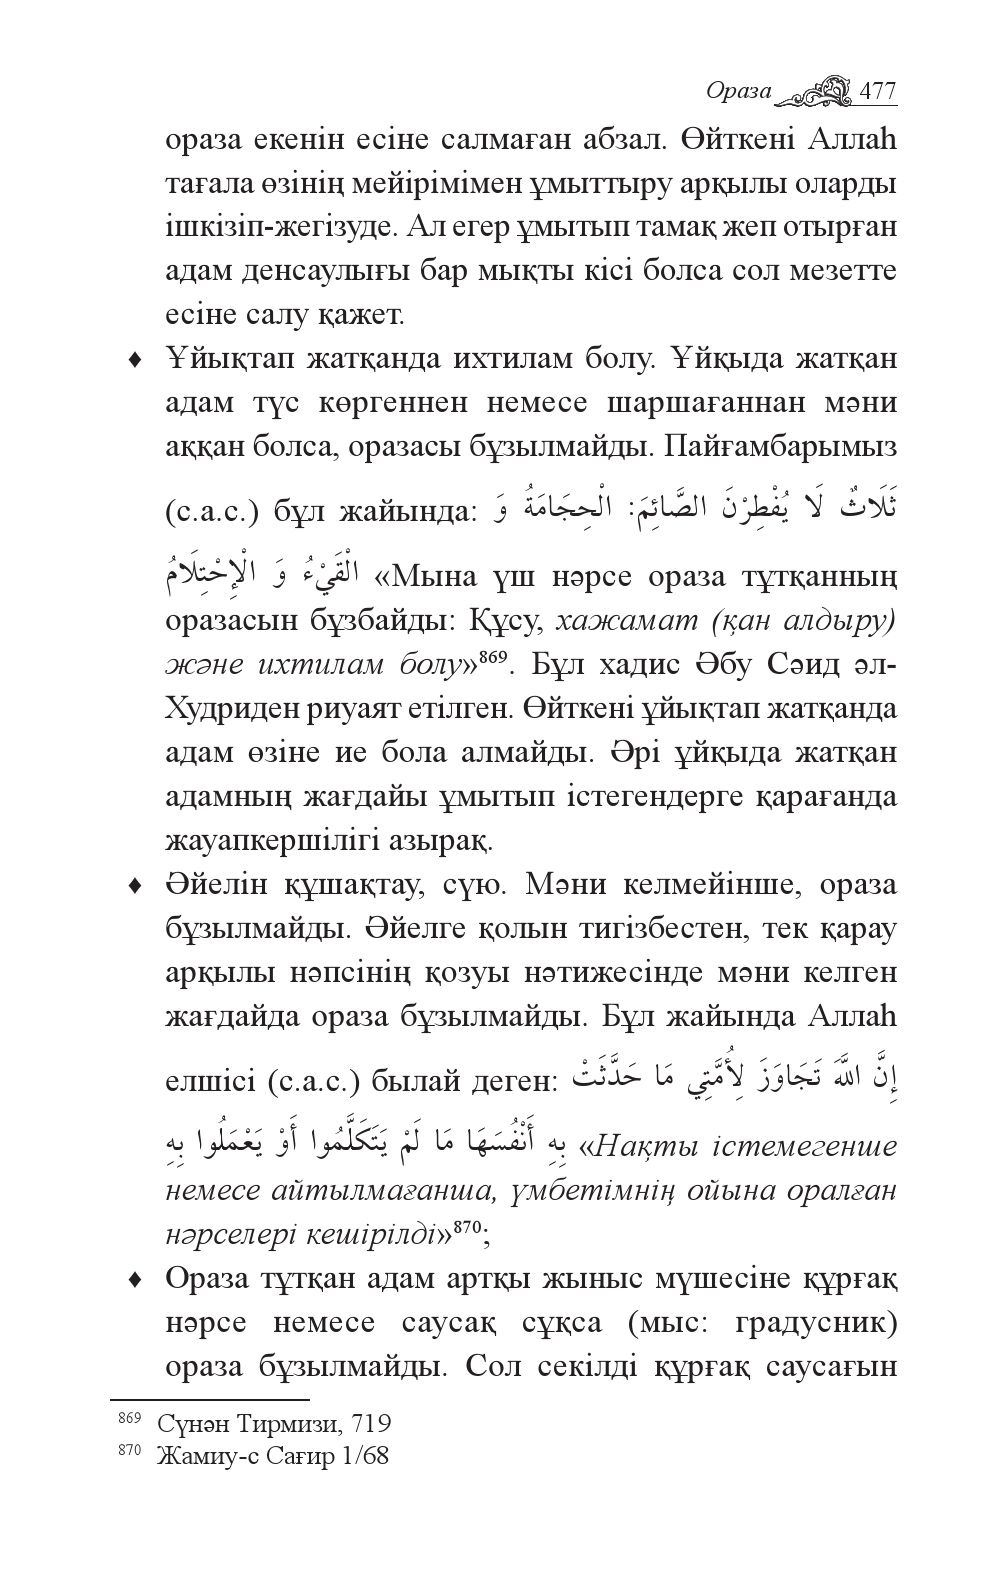 Ораза 477
ораза екенін есіне салмаған абзал. Өйткені Аллаһ
тағала өзінің мейірімімен ұмыттыру арқылы оларды
ішкізіп-жегізуде. Ал егер ұмытып тамақ жеп отырған
адам денсаулығы бар мықты кісі болса сол мезетте
есіне салу қажет.
♦ Ұйықтап жатқанда ихтилам болу. Ұйқыда жатқан
адам түс көргеннен немесе шаршағаннан мәни
аққан болса, оразасы бұзылмайды. Пайғамбарымыз
(с.а.с.) бұл жайында: ثَلَاثٌ لَا يُفْطِرْنَ الصَّائِمَ: الْحِجَامَةُ وَ
الْقَيْءُ وَ الْإِحْتِلَامُ «Мына үш нәрсе ораза тұтқанның
оразасын бұзбайды: Құсу, хажамат (қан алдыру)
және ихтилам болу»869. Бұл хадис Әбу Сәид әл-
Худриден риуаят етілген. Өйткені ұйықтап жатқанда
адам өзіне ие бола алмайды. Әрі ұйқыда жатқан
адамның жағдайы ұмытып істегендерге қарағанда
жауапкершілігі азырақ.
♦ Әйелін құшақтау, сүю. Мәни келмейінше, ораза
бұзылмайды. Әйелге қолын тигізбестен, тек қарау
арқылы нәпсінің қозуы нәтижесінде мәни келген
жағдайда ораза бұзылмайды. Бұл жайында Аллаһ
елшісі (с.а.с.) былай деген: إِنَّ اللَّهَ تَجَاوَزَ لِأُمَّتِي مَا حَدَّثَتْ
بِهِ أَنْفُسَهَا مَا لَمْ يَتَكَلَّمُوا أَوْ يَعْمَلُوا بِهِ «Нақты істемегенше
немесе айтылмағанша, үмбетімнің ойына оралған
нәрселері кешірілді»870;
♦ Ораза тұтқан адам артқы жыныс мүшесіне құрғақ
нәрсе немесе саусақ сұқса (мыс: градусник)
ораза бұзылмайды. Сол секілді құрғақ саусағын
869 Сүнән Тирмизи, 719
870 Жамиу-с Сағир 1/68